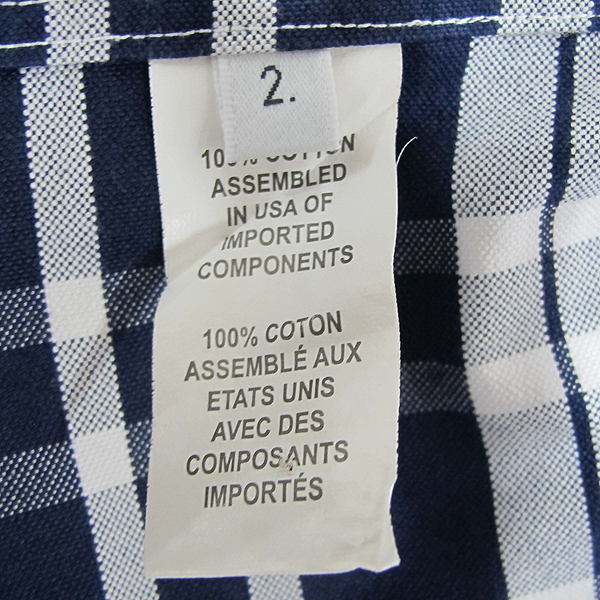 2.
100% COTTON
ASSEMBLED
IN USA OF
IMPORTED
COMPONENTS
100% COTON
ASSEMBLÉ AUX
ETATS UNIS
AVEC DES
COMPOSANTS
IMPORTÉS